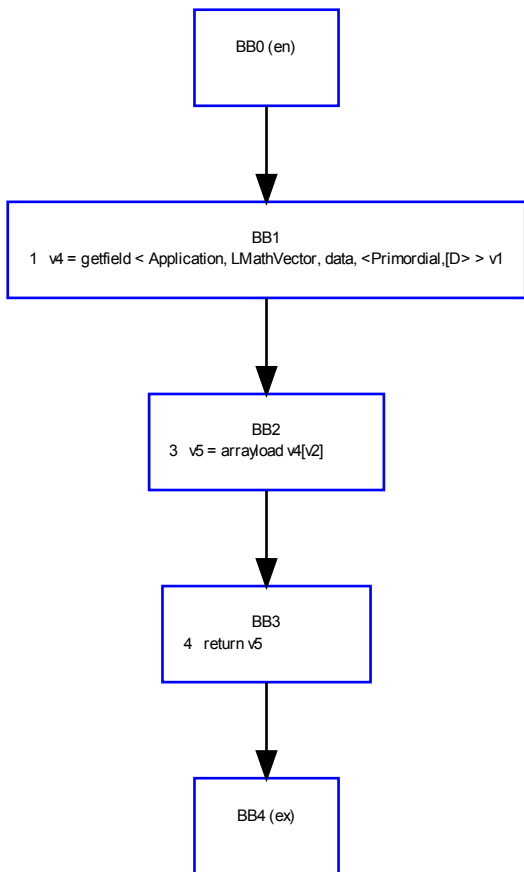 BB0 (en)
BB1
1 v4 = getfield < Application, LMathVector, data, <Primordial,[D> > v1
BB2
3 v5 = arrayload v4[v2]
BB3
4 return v5
BB4 (ex)